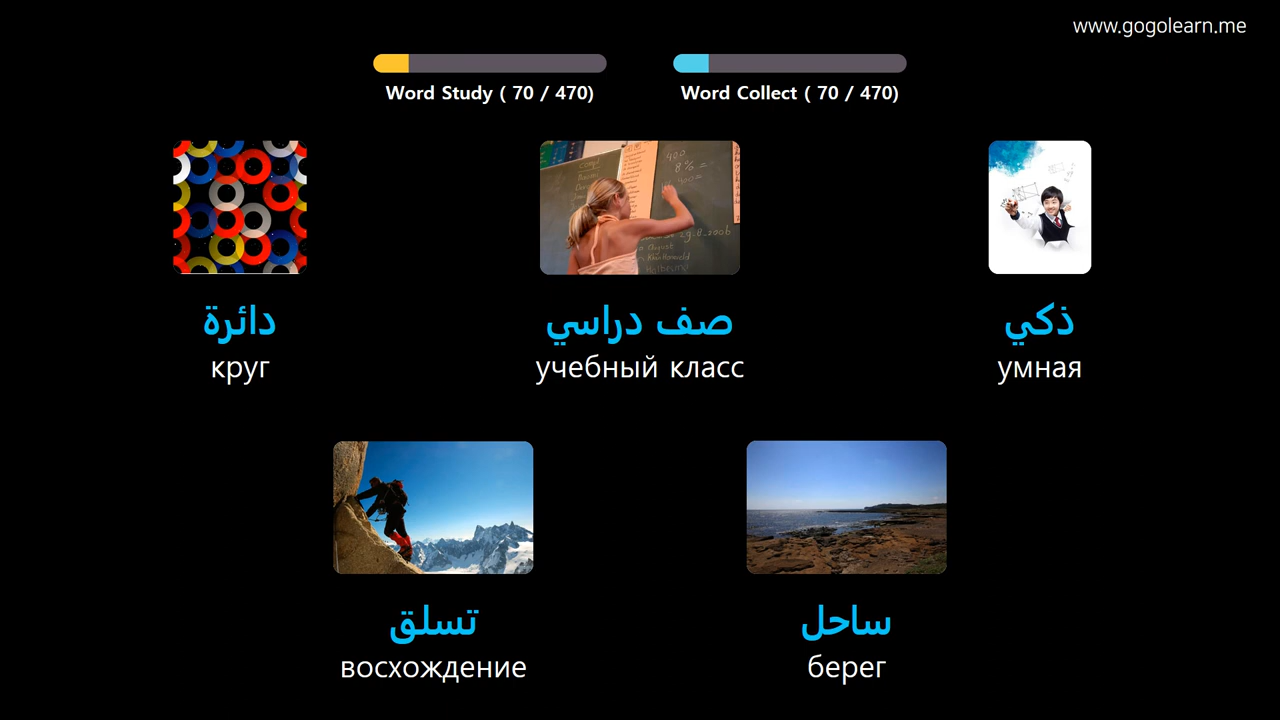 www.gogolearn.me
Word Study ( 70 / 470)
Word Collect ( 70 / 470)
دائرة
круг
صف دراسي
учебный класс
ذكي
умная
تسلق
восхождение
ساحل
берег